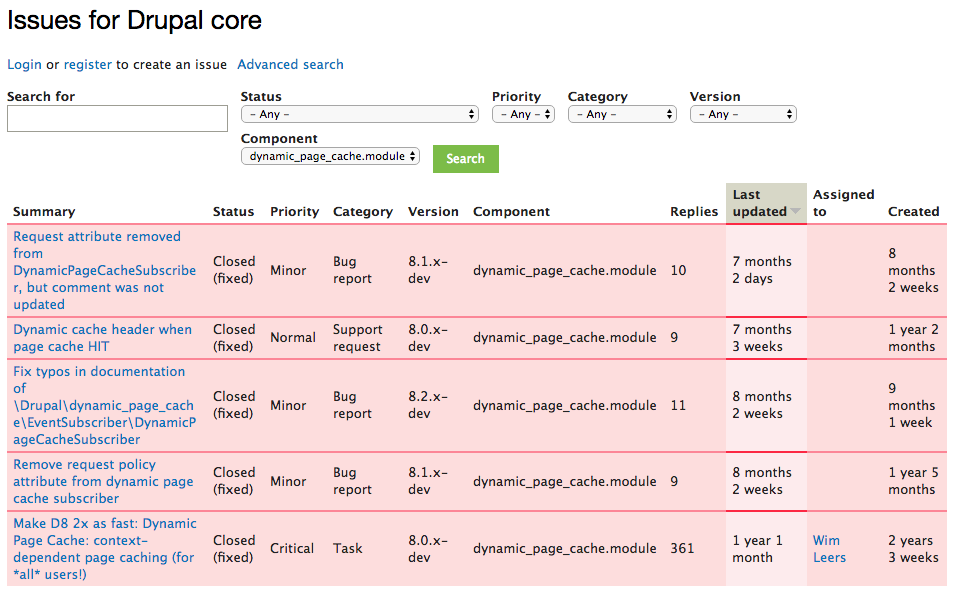 Issues for Drupal core
Login or register to create an issue Advanced search
Search for Status Priority Category Version
- Any - - Any - - Any - - Any -
Component
dynamic_page_cache.module Search
Summary Status Priority Category Version Component Replies Last updated Assigned to Created
Request attribute removed
from
DynamicPageCacheSubscribe
r, but comment was not
updated
Closed
(fixed)
Minor
Bug
report
8.1.x-
dev
dynamic_page_cache.module
10
7 months
2 days
8
months
2 weeks
Dynamic cache header when
page cache HIT
Closed
(fixed)
Normal
Support
request
8.0.x-
dev
dynamic_page_cache.module
9
7 months
3 weeks
1 year 2
months
Fix typos in documentation
of
\Drupal\dynamic_page_cach
e\EventSubscriber\DynamicP
ageCacheSubscriber
Closed
(fixed)
Minor
Bug
report
8.2.x-
dev
dynamic_page_cache.module
11
8 months
2 weeks
9
months
1 week
Remove request policy
attribute from dynamic page
cache subscriber
Closed
(fixed)
Minor
Bug
report
8.1.x-
dev
dynamic_page_cache.module
9
8 months
2 weeks
1 year 5
months
Make D8 2x as fast: Dynamic
Page Cache: context-
dependent page caching (for
*all* users!)
Closed
(fixed)
Critical
Task
8.0.x-
dev
dynamic_page_cache.module
361
1 year 1
month
Wim
Leers
2 years
3 weeks